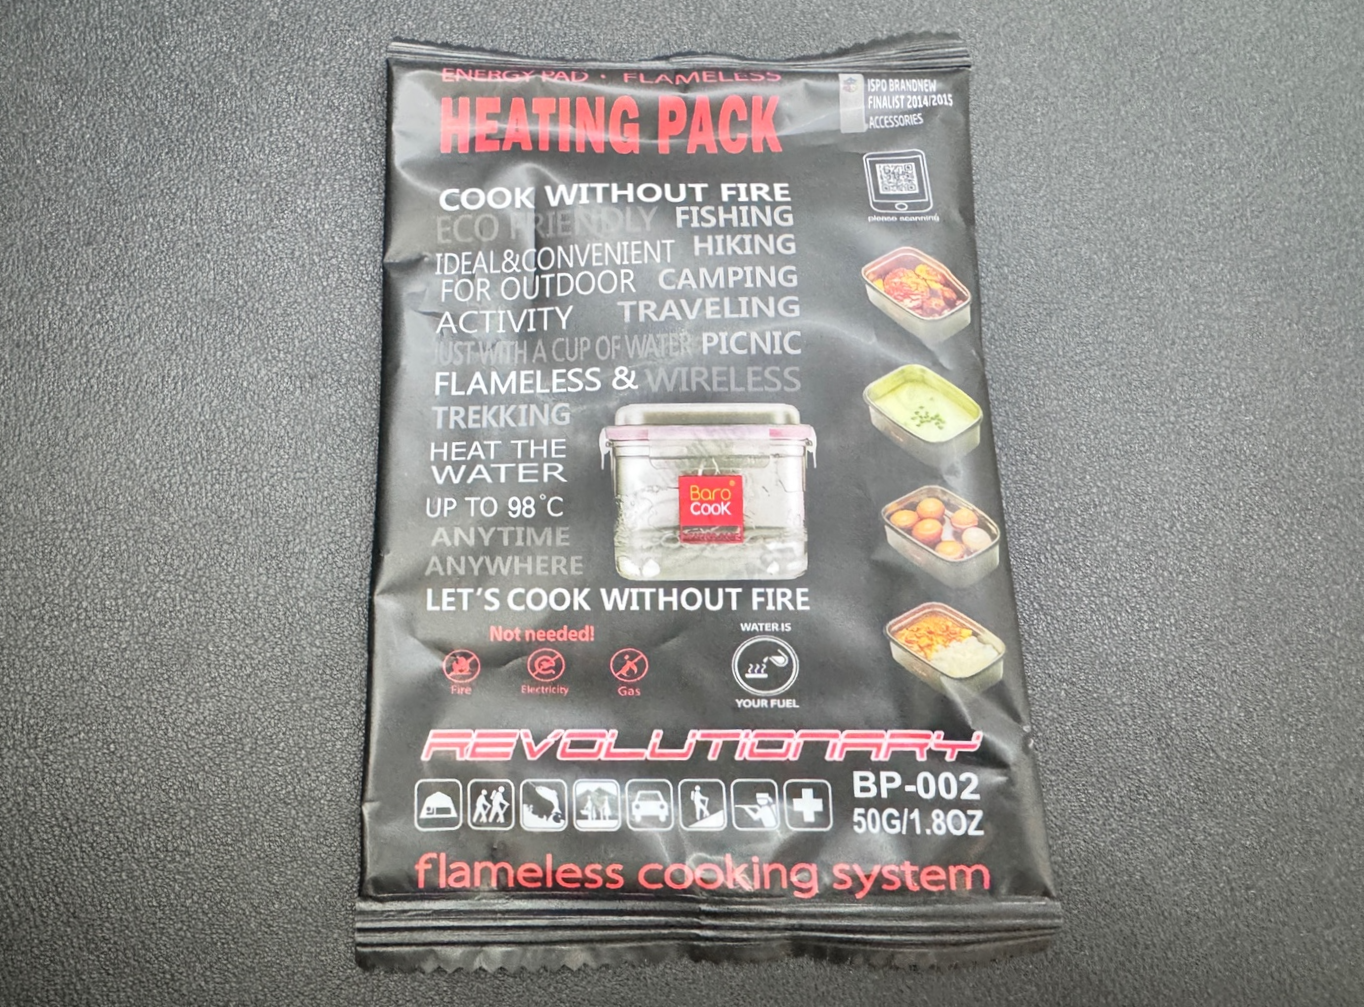 ENERGY PAD · FLAMELESS
HEATING PACK
ISPO BRANDNEW
FINALIST 2014/2015
ACCESSORIES
please scanning
COOK WITHOUT FIRE
ECO FRIENDLY FISHING
IDEAL&CONVENIENT HIKING
FOR OUTDOOR CAMPING
ACTIVITY TRAVELING
JUST WITH A CUP OF WATER PICNIC
FLAMELESS & WIRELESS
TREKKING
HEAT THE
WATER
UP TO 98°C
ANYTIME
ANYWHERE
Baro®
Cook
LET'S COOK WITHOUT FIRE
Not needed!
Fire
Electricity
Gas
WATER IS
YOUR FUEL
REVOLUTIONARY
BP-002
50G/1.8OZ
flameless cooking system